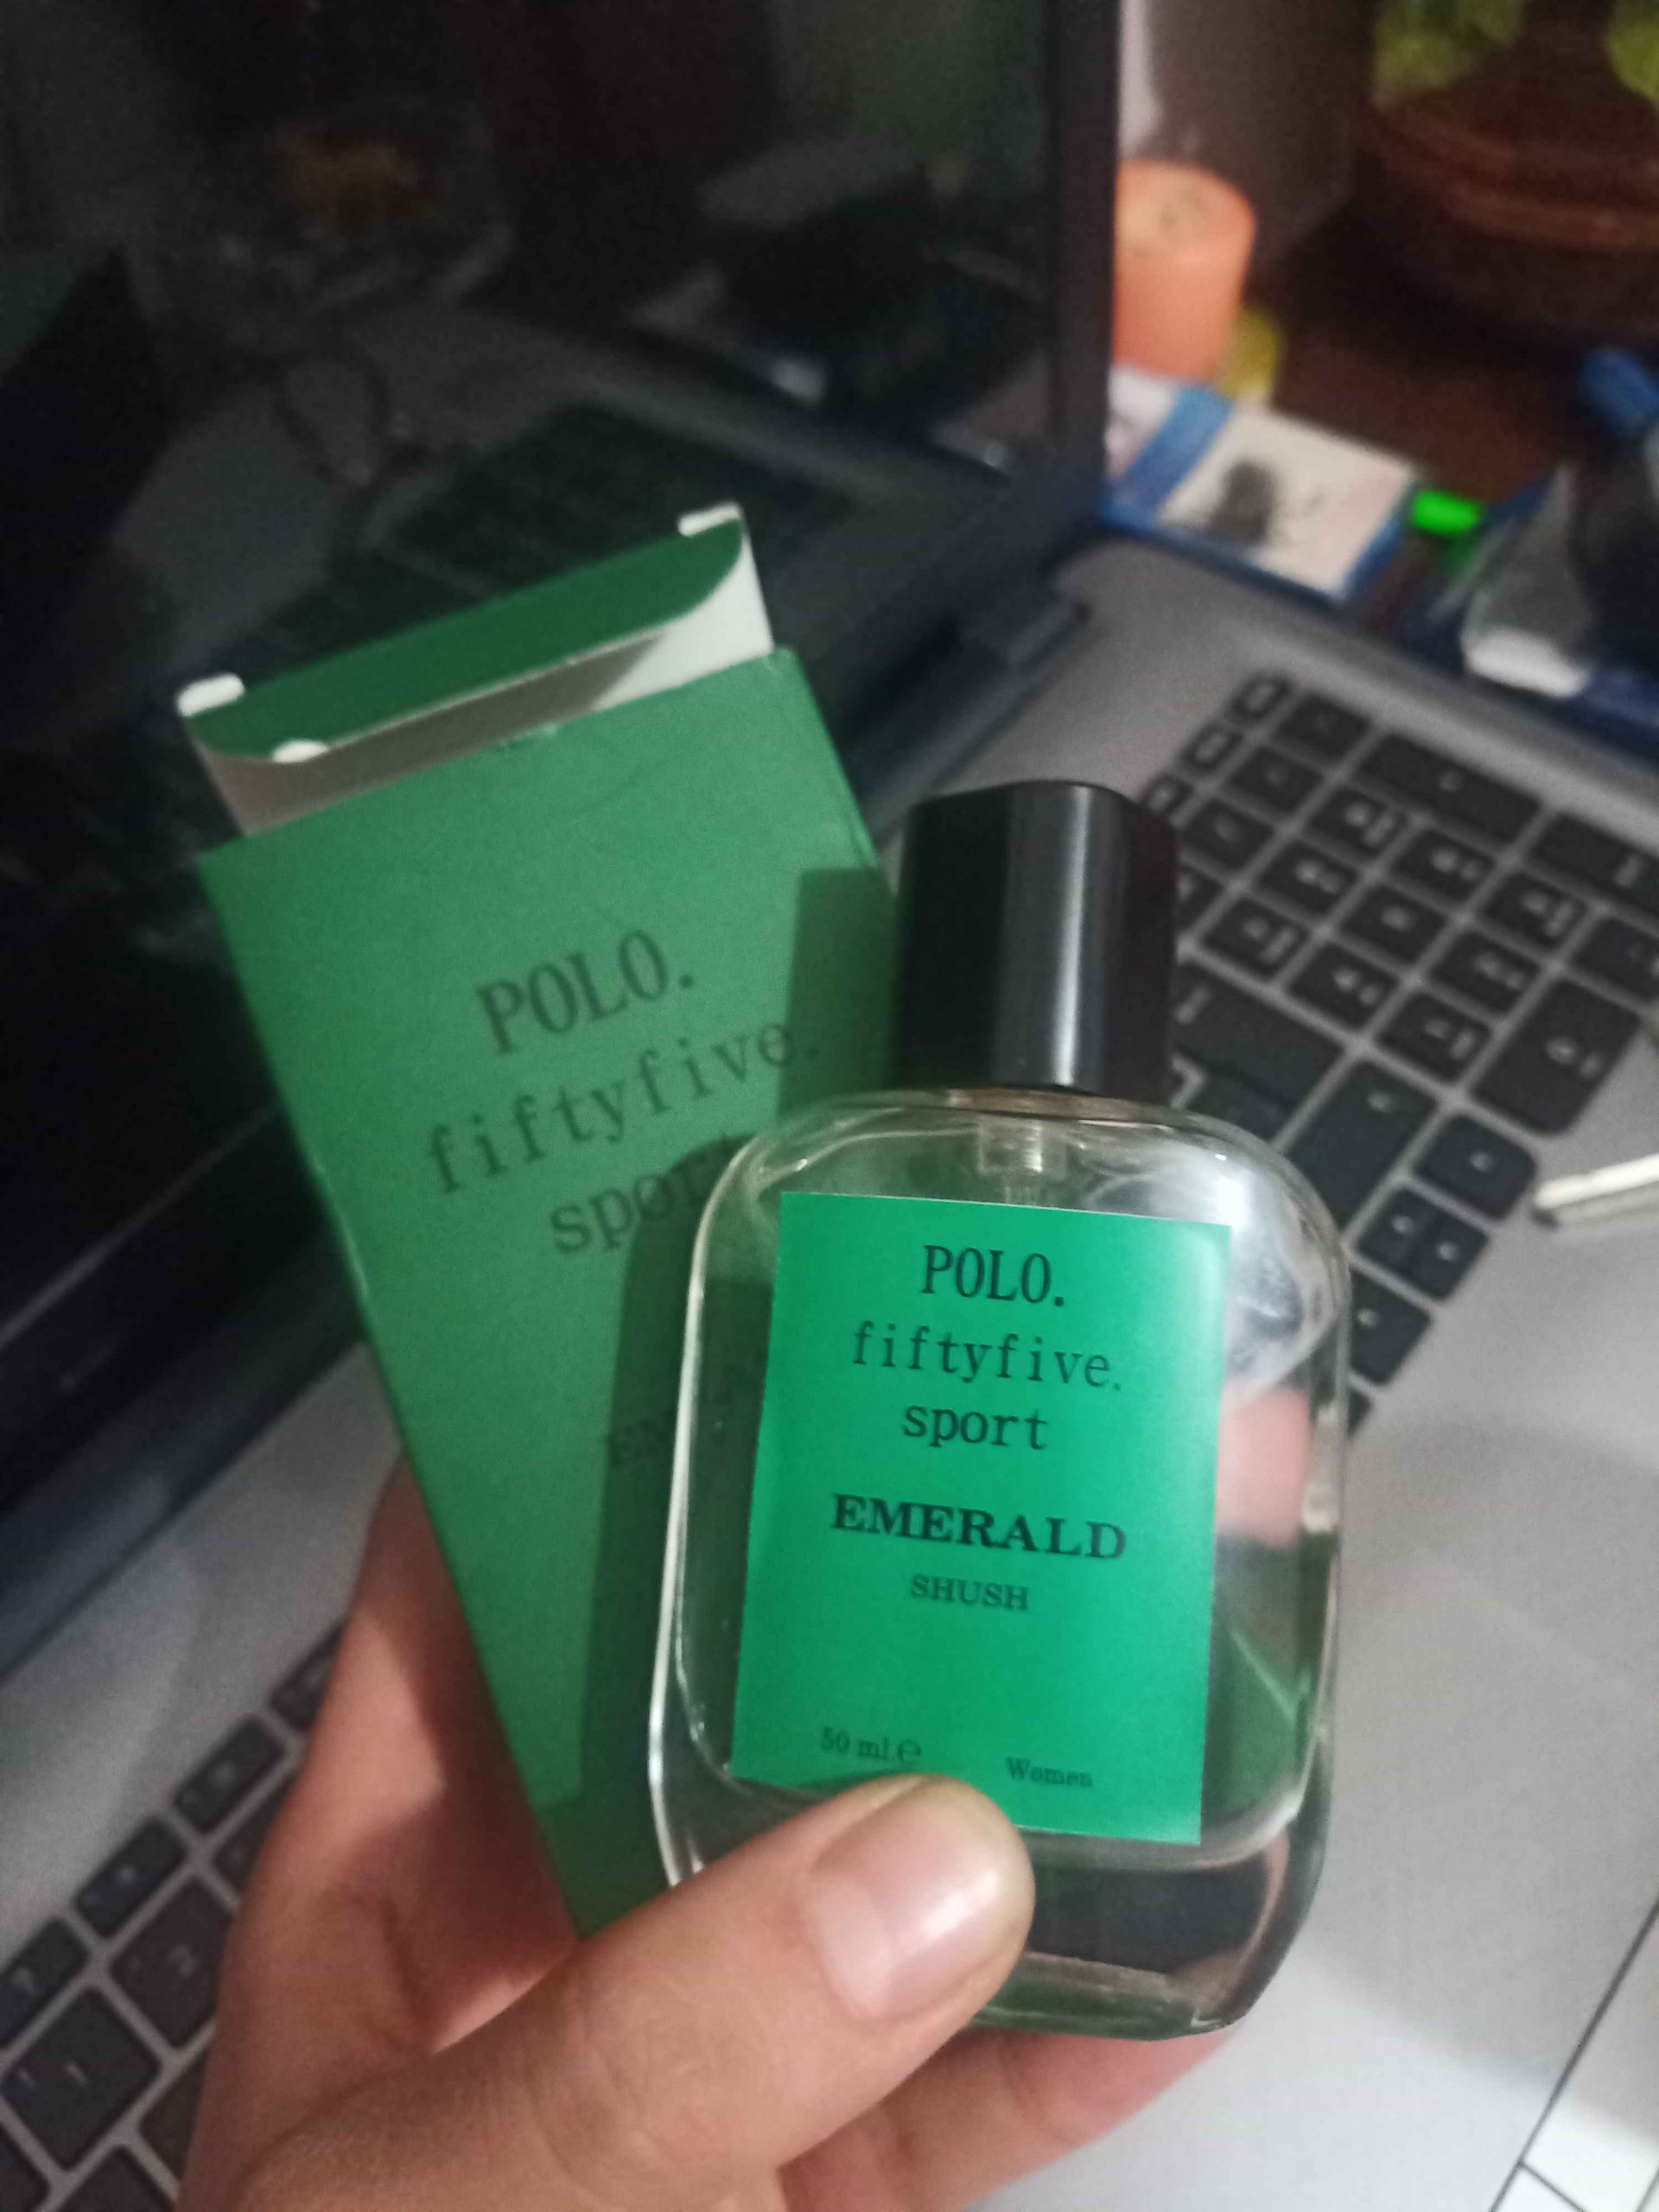 POLO.
fiftyfive.
sport
POLO.
fiftyfive.
sport
EMERALD
SHUSH
50 ml.℮
Women